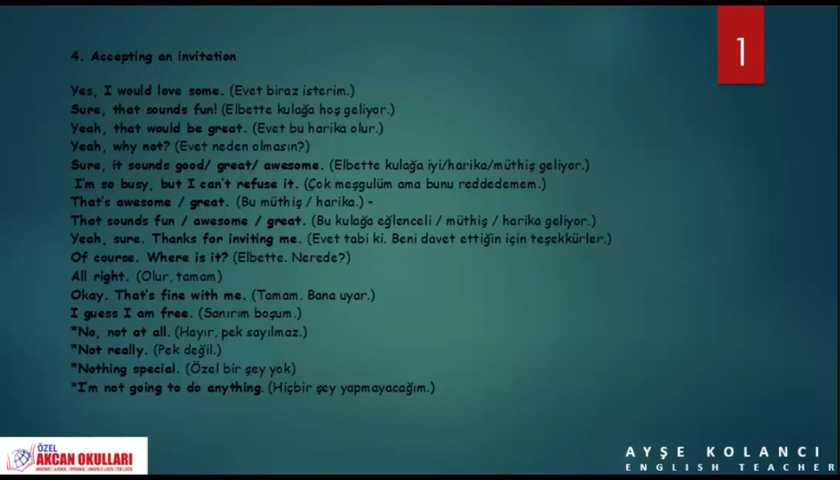 1
4. Accepting an invitation
Yes, I would love some. (Evet biraz isterim.)
Sure, that sounds fun! (Elbette kulağa hoş geliyor.)
Yeah, that would be great. (Evet bu harika olur.)
Yeah, why not? (Evet neden olmasın?)
Sure, it sounds good/ great/ awesome. (Elbette kulağa iyi/harika/müthiş geliyor.)
I'm so busy, but I can't refuse it. (Çok meşgulüm ama bunu reddedemem.)
That's awesome / great. (Bu müthiş / harika.) -
That sounds fun / awesome / great. (Bu kulağa eğlenceli / müthiş / harika geliyor.)
Yeah, sure. Thanks for inviting me. (Evet tabi ki. Beni davet ettiğin için teşekkürler.)
Of course. Where is it? (Elbette. Nerede?)
All right. (Olur, tamam)
Okay. That's fine with me. (Tamam. Bana uyar.)
I guess I am free. (Sanırım boşum.)
*No, not at all. (Hayır, pek sayılmaz.)
*Not really. (Pek değil.)
*Nothing special. (Özel bir şey yok)
*I'm not going to do anything. (Hiçbir şey yapmayacağım.)
ÖZEL
AKCAN OKULLARI
AYŞE KOLANCI
ENGLISH TEACHER